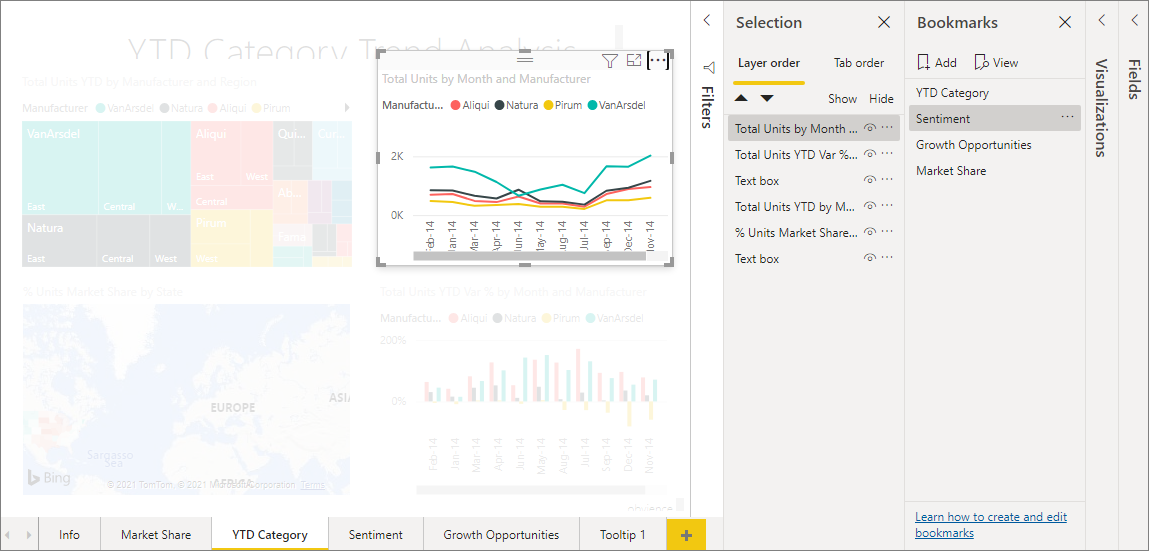 YTD Category Trend Analysis
Total Units YTD by Manufacturer and Region
Manufacturer VanArsdel Natura Aliqui Pirum
VanArsdel
East Central W...
Natura
East Central West
Aliqui
East West
Central
Pirum
East West
Qui...
Cur...
Ab...
Fama
%
Total Units by Month and Manufacturer
Manufactu... Aliqui Natura Pirum VanArsdel
2K
0K
Feb-14 Jan-14 Mar-14 Apr-14 Jun-14 May-14 Aug-14 Jul-14 Sep-14 Dec-14 Nov-14
% Units Market Share by State
EUROPE
ASIA
Sargasso
Sea
AFRICA
Bing
© 2021 TomTom, © 2021 Microsoft Corporation Terms
Total Units YTD Var % by Month and Manufacturer
Manufactu... Aliqui Natura Pirum VanArsdel
200%
0%
Feb-14 Jan-14 Mar-14 Apr-14 Jun-14 May-14 Aug-14 Jul-14 Sep-14 Dec-14 Nov-14
obvience
Filters
Selection
Layer order Tab order
Show Hide
Total Units by Month ...
Total Units YTD Var %...
Text box
Total Units YTD by M...
% Units Market Share...
Text box
Bookmarks
Add View
YTD Category
Sentiment
Growth Opportunities
Market Share
Learn how to create and edit
bookmarks
Visualizations
Fields
Info Market Share YTD Category Sentiment Growth Opportunities Tooltip 1